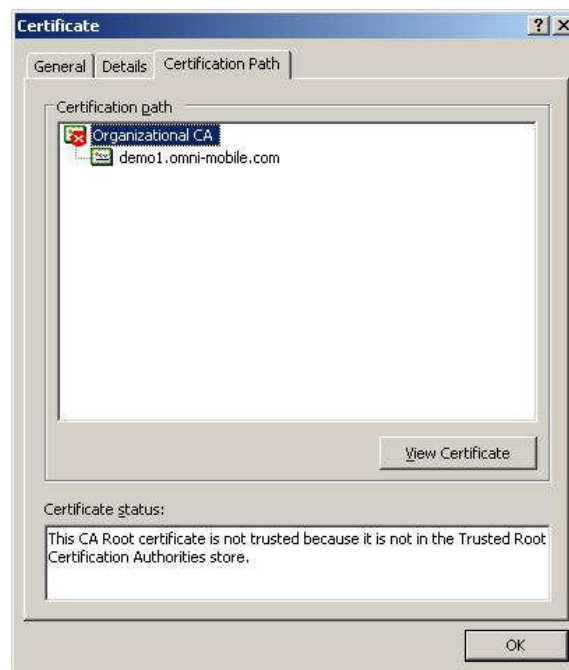 Certificate
General Details Certification Path
Certification path
Organizational CA
demo1.omni-mobile.com
View Certificate
Certificate status:
This CA Root certificate is not trusted because it is not in the Trusted Root
Certification Authorities store.
OK